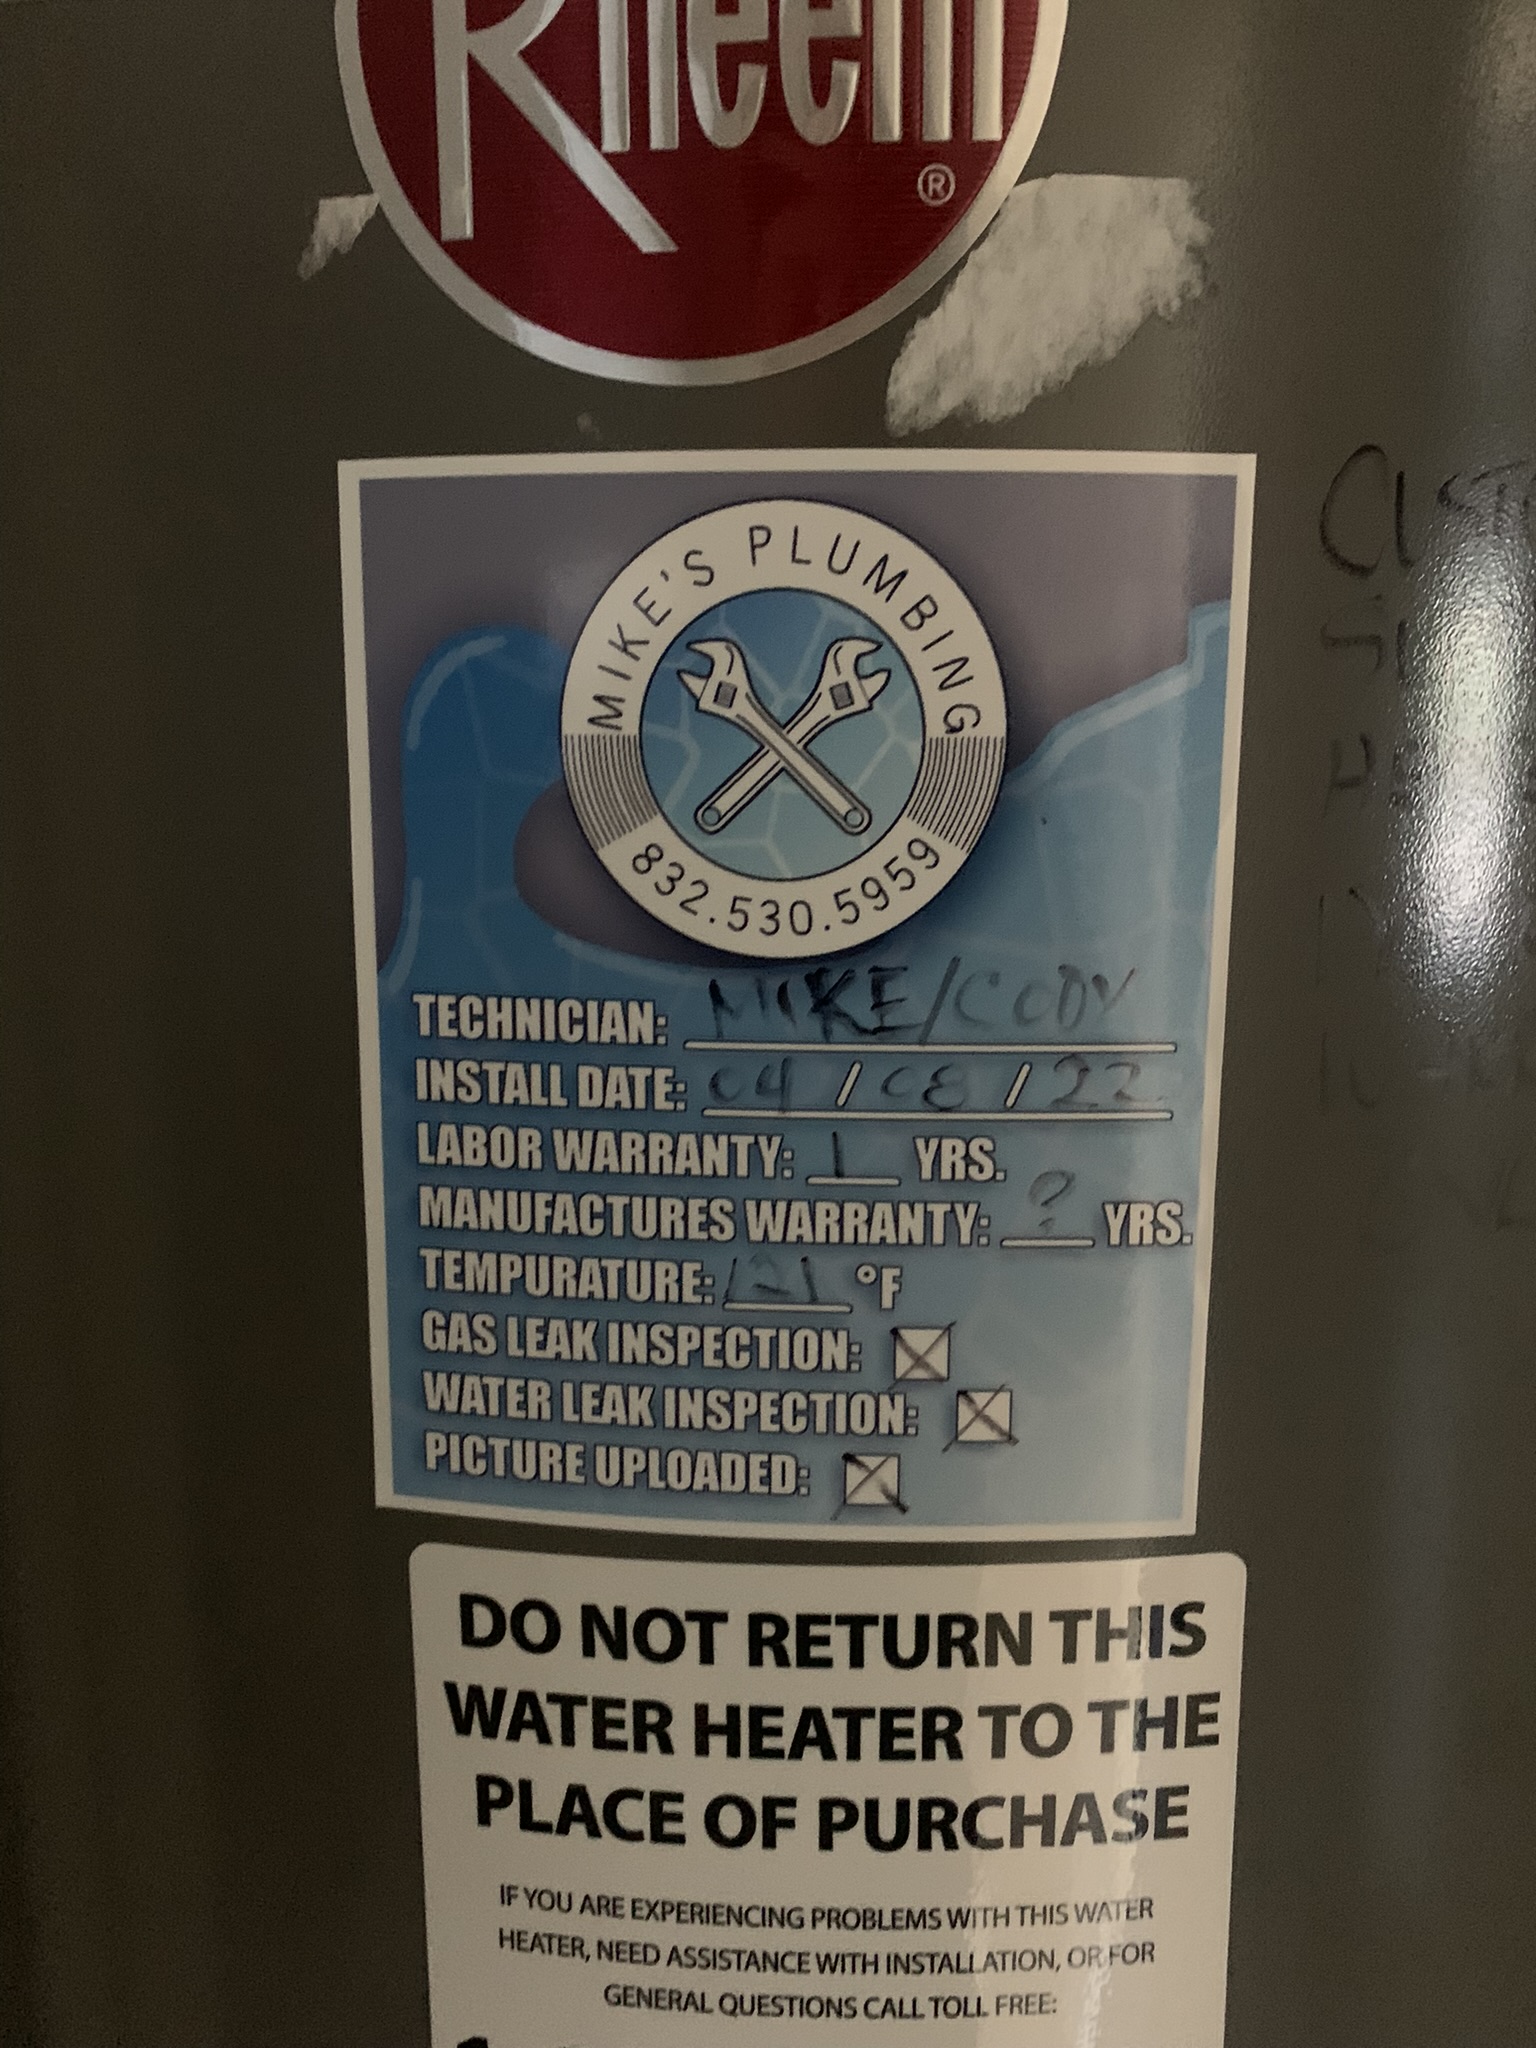 Rheem
®
MIKE'S PLUMBING
832.530.5959
TECHNICIAN: MIKE/CODY
INSTALL DATE: 04 / 08 / 22
LABOR WARRANTY: 1 YRS.
MANUFACTURES WARRANTY: ? YRS.
TEMPURATURE: 121 °F
GAS LEAK INSPECTION:
WATER LEAK INSPECTION:
PICTURE UPLOADED:
DO NOT RETURN THIS
WATER HEATER TO THE
PLACE OF PURCHASE
IF YOU ARE EXPERIENCING PROBLEMS WITH THIS WATER
HEATER, NEED ASSISTANCE WITH INSTALLATION, OR FOR
GENERAL QUESTIONS CALL TOLL FREE: